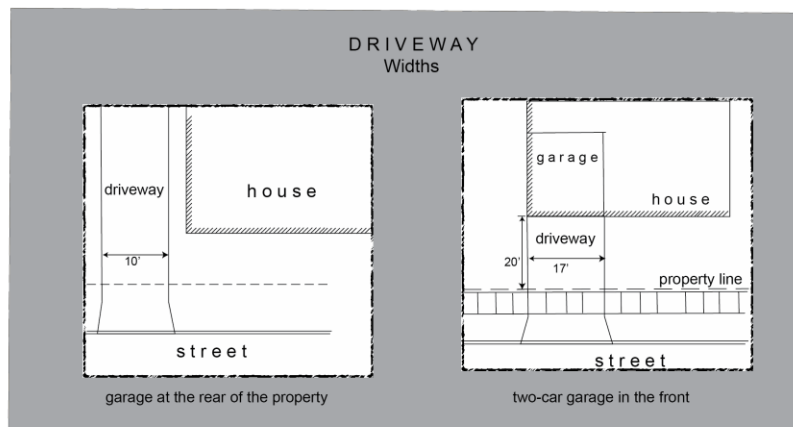 DRIVEWAY
Widths
driveway
house
10'
street
garage at the rear of the property
garage
house
driveway
20'
17'
property line
street
two-car garage in the front